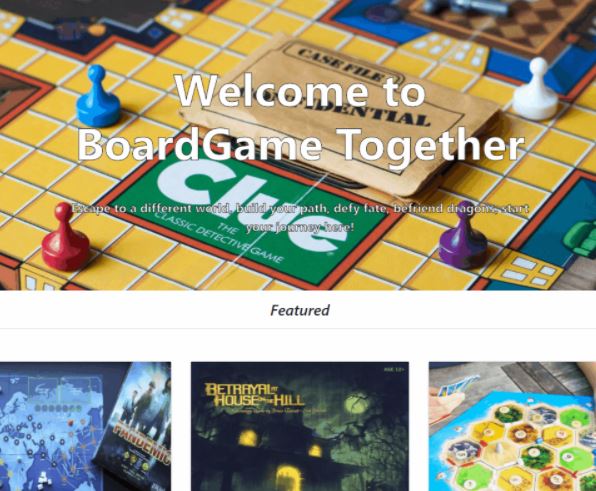 CASE FILE
CONFIDENTIAL
Welcome to
BoardGame Together
Clue
THE
CLASSIC DETECTIVE GAME
Escape to a different world, build your path, defy fate, befriend dragons, start
your journey here!
Featured
PANDEMIC
AGE 12+
BETRAYAL AT
HOUSE ON THE HILL